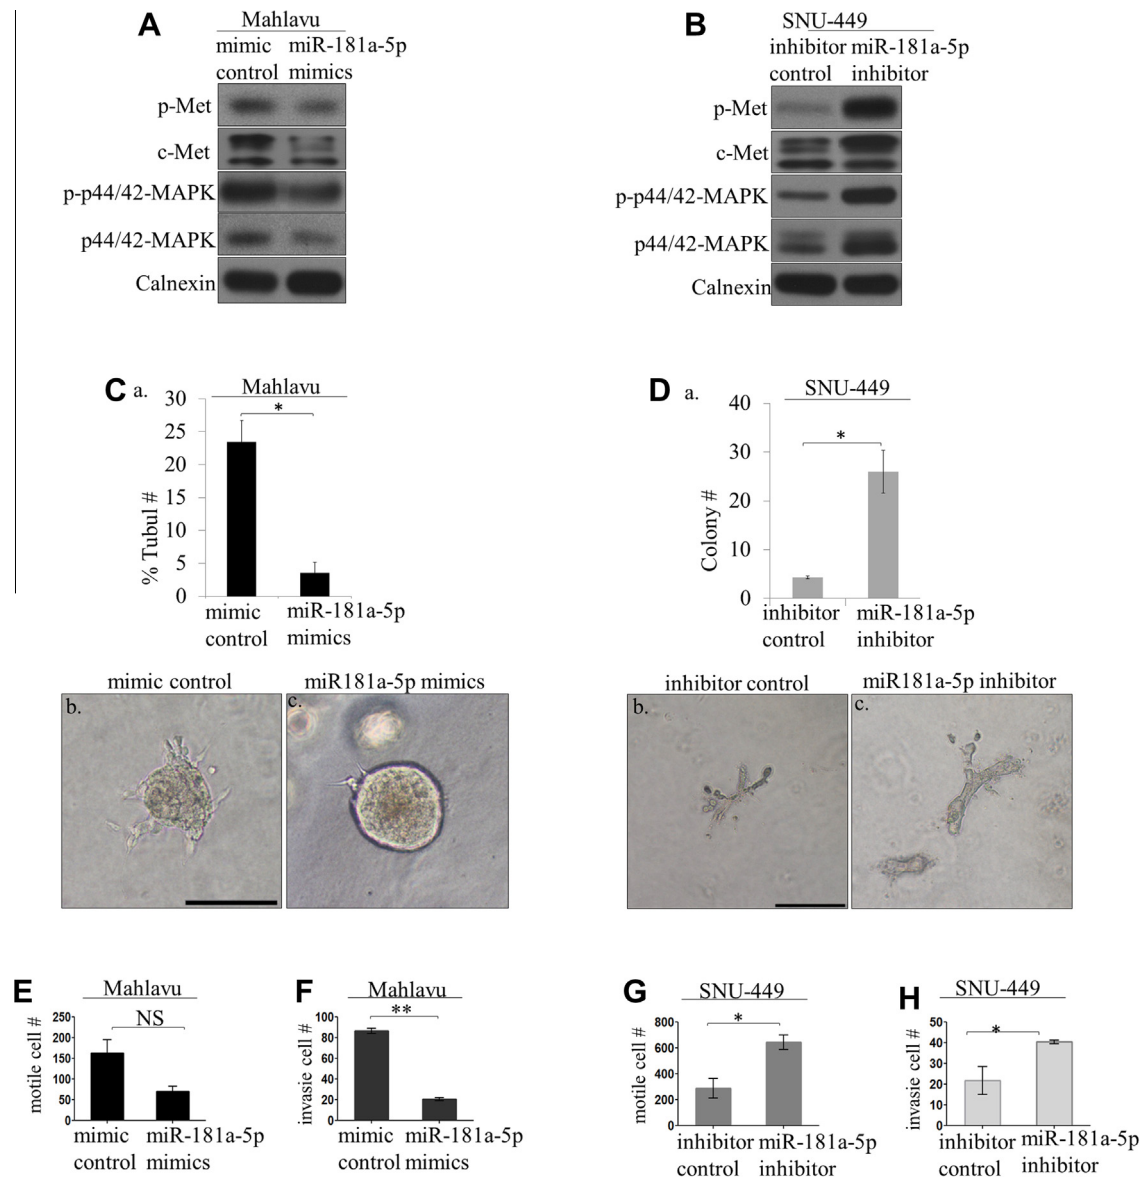 A
Mahlavu
mimic control
miR-181a-5p mimics
p-Met
c-Met
p-p44/42-MAPK
p44/42-MAPK
Calnexin
B
SNU-449
inhibitor control
miR-181a-5p inhibitor
p-Met
c-Met
p-p44/42-MAPK
p44/42-MAPK
Calnexin
C a.
Mahlavu
*
% Tubul #
30
25
20
15
10
5
0
mimic control
miR-181a-5p mimics
mimic control
miR181a-5p mimics
b.
c.
D a.
SNU-449
*
Colony #
40
30
20
10
0
inhibitor control
miR-181a-5p inhibitor
inhibitor control
miR181a-5p inhibitor
b.
c.
E
Mahlavu
NS
motile cell #
250
200
150
100
50
0
mimic control
miR-181a-5p mimics
F
Mahlavu
**
invasie cell #
100
80
60
40
20
0
mimic control
miR-181a-5p mimics
G
SNU-449
*
motile cell #
800
600
400
200
0
inhibitor control
miR-181a-5p inhibitor
H
SNU-449
*
invasie cell #
50
40
30
20
10
0
inhibitor control
miR-181a-5p inhibitor